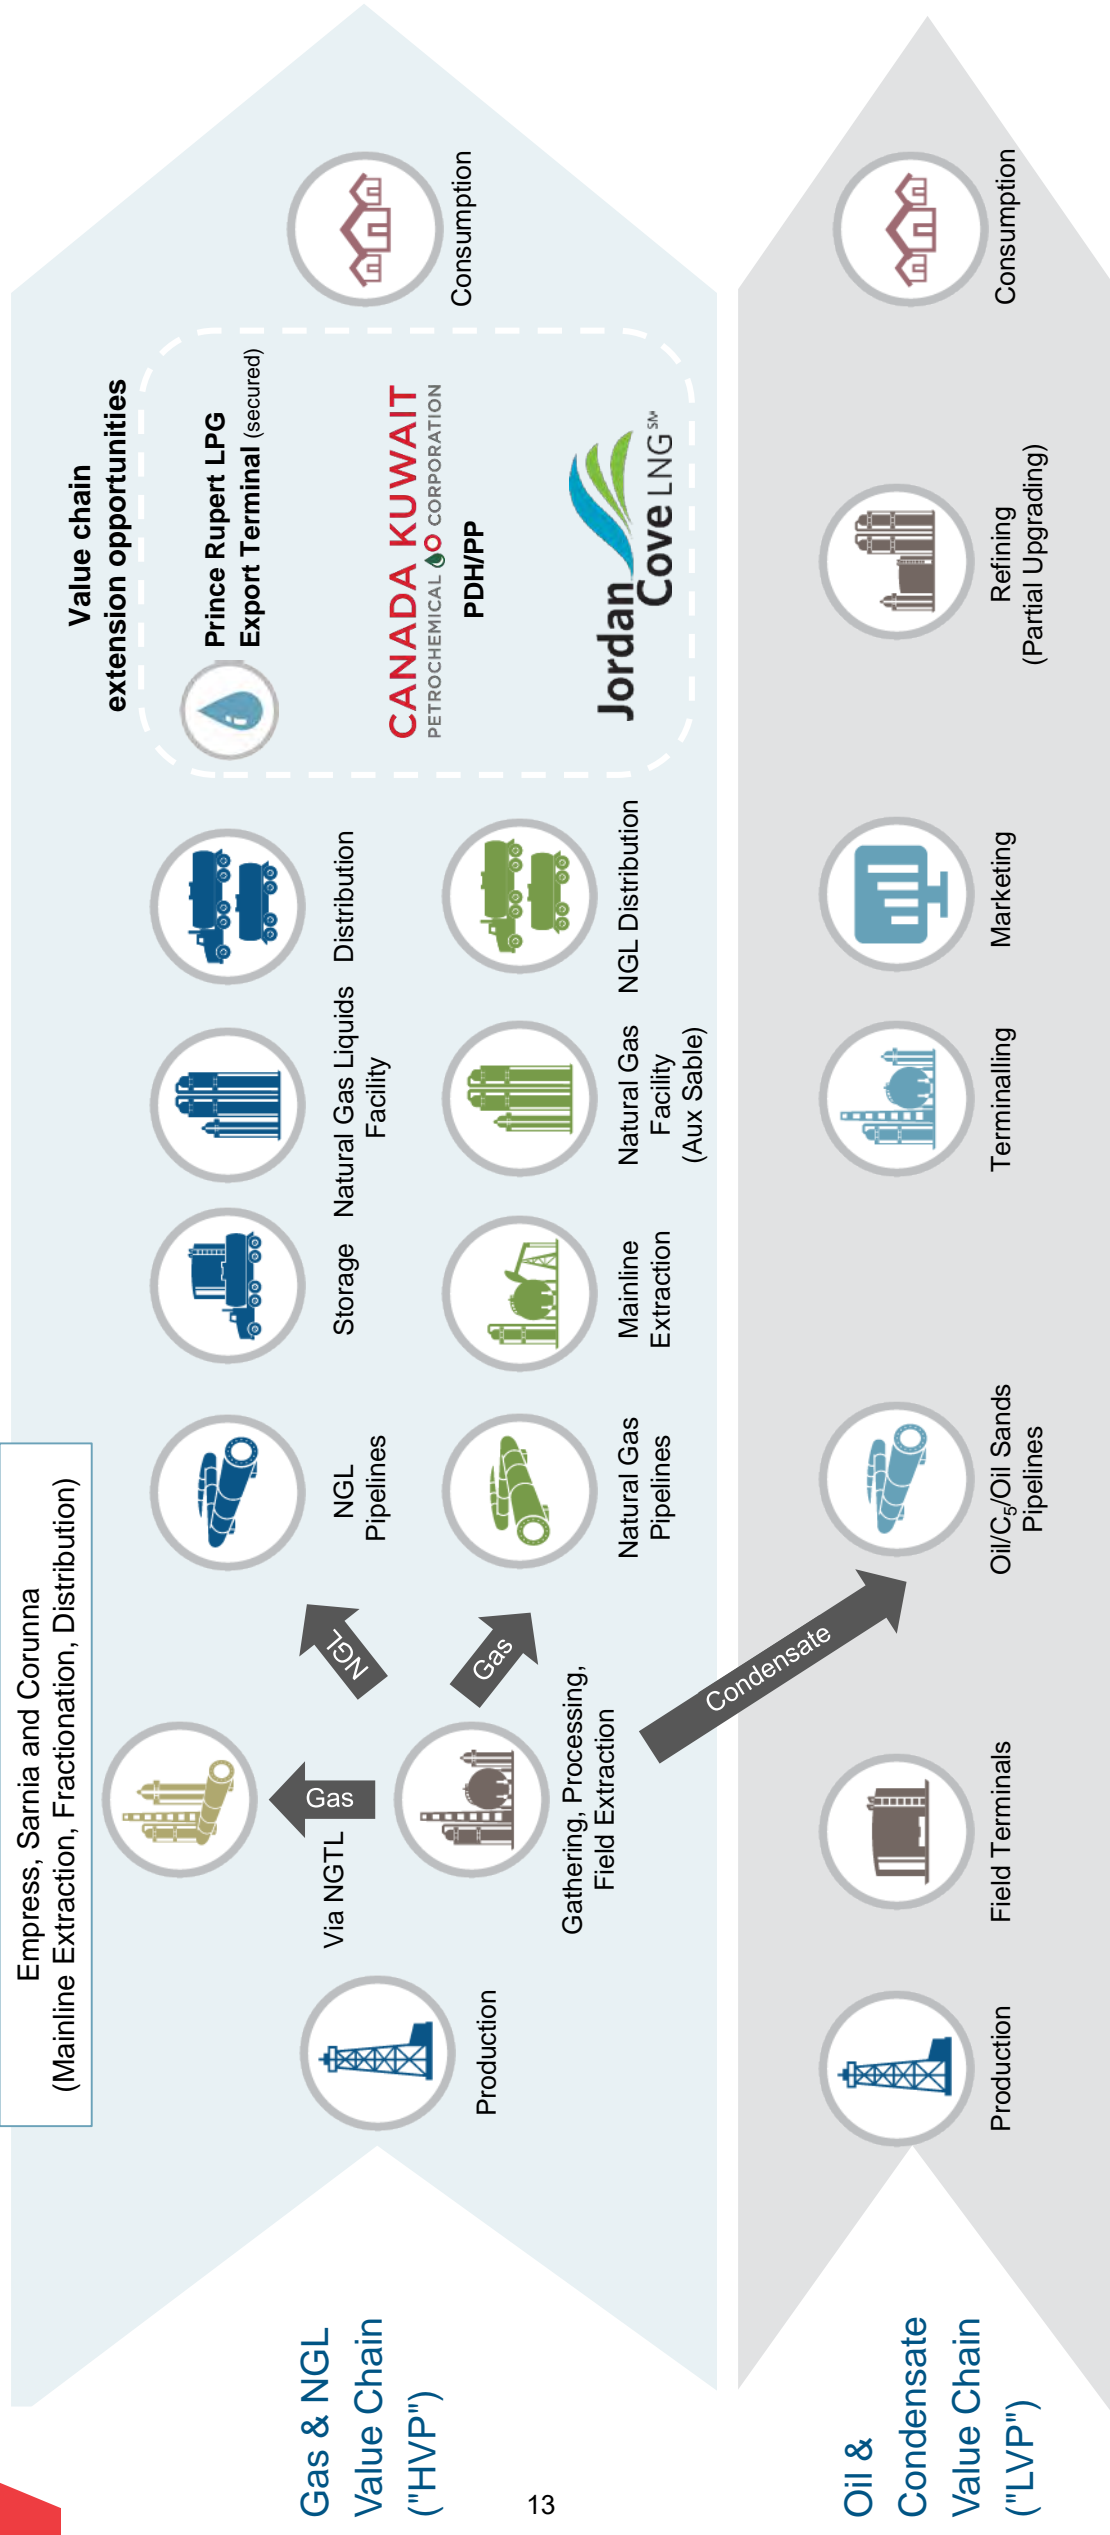 Gas & NGL
Value Chain
("HVP")
Empress, Sarnia and Corunna
(Mainline Extraction, Fractionation, Distribution)
Production
Via NGTL
Gas
Gathering, Processing,
Field Extraction
NGL
Gas
Condensate
NGL
Pipelines
Storage
Natural Gas Liquids
Facility
Distribution
Natural Gas
Pipelines
Mainline
Extraction
Natural Gas
Facility
(Aux Sable)
NGL Distribution
Value chain
extension opportunities
Prince Rupert LPG
Export Terminal (secured)
CANADA KUWAIT
PETROCHEMICAL CORPORATION
PDH/PP
Jordan
Cove LNG℠
Consumption
Oil &
Condensate
Value Chain
("LVP")
Production
Field Terminals
Oil/C₅/Oil Sands
Pipelines
Terminalling
Marketing
Refining
(Partial Upgrading)
Consumption
13